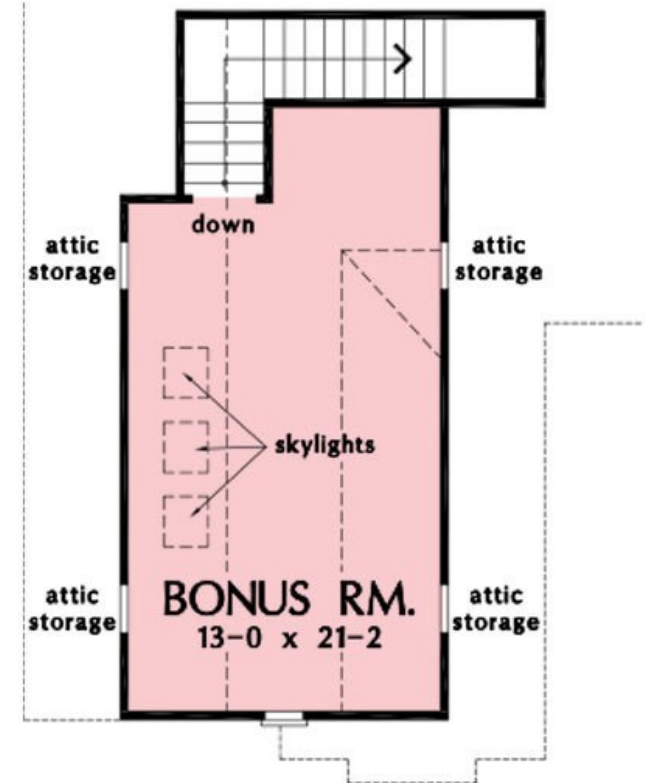 down
attic
storage
attic
storage
skylights
attic
storage
BONUS RM.
13-0 x 21-2
attic
storage